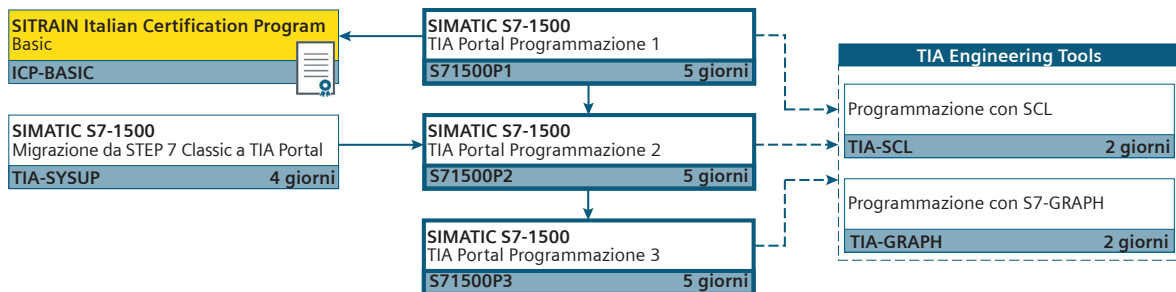 SITRAIN Italian Certification Program
Basic
ICP-BASIC
SIMATIC S7-1500
TIA Portal Programmazione 1
S71500P1 5 giorni
SIMATIC S7-1500
Migrazione da STEP 7 Classic a TIA Portal
TIA-SYSUP 4 giorni
SIMATIC S7-1500
TIA Portal Programmazione 2
S71500P2 5 giorni
SIMATIC S7-1500
TIA Portal Programmazione 3
S71500P3 5 giorni
TIA Engineering Tools
Programmazione con SCL
TIA-SCL 2 giorni
Programmazione con S7-GRAPH
TIA-GRAPH 2 giorni